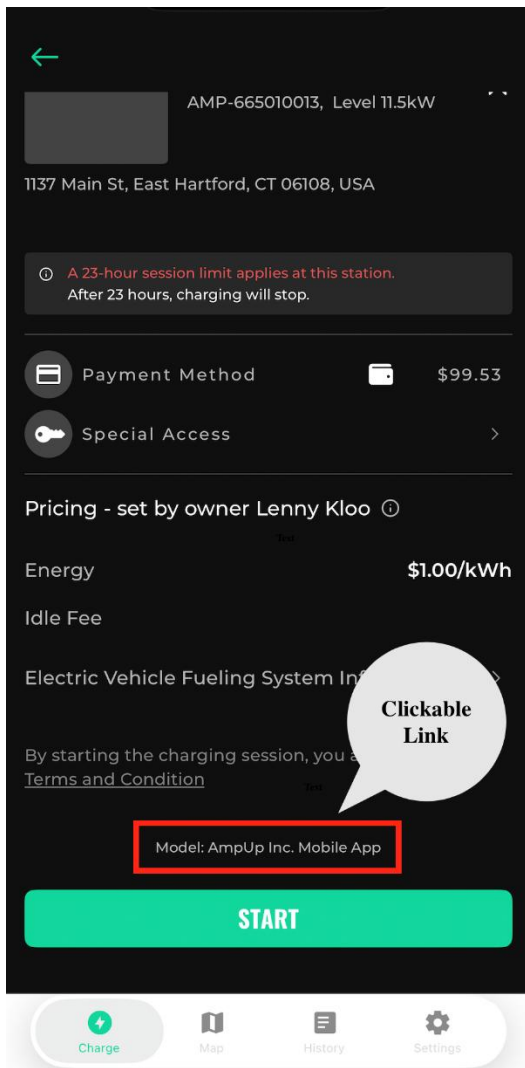 AMP-665010013, Level 11.5kW
1137 Main St, East Hartford, CT 06108, USA
A 23-hour session limit applies at this station.
After 23 hours, charging will stop.
Payment Method $99.53
Special Access
Pricing - set by owner Lenny Kloo
Test
Energy $1.00/kWh
Idle Fee
Electric Vehicle Fueling System
Clickable
Link
By starting the charging session, you
Terms and Condition
Test
Model: AmpUp Inc. Mobile App
START
Charge Map History Settings